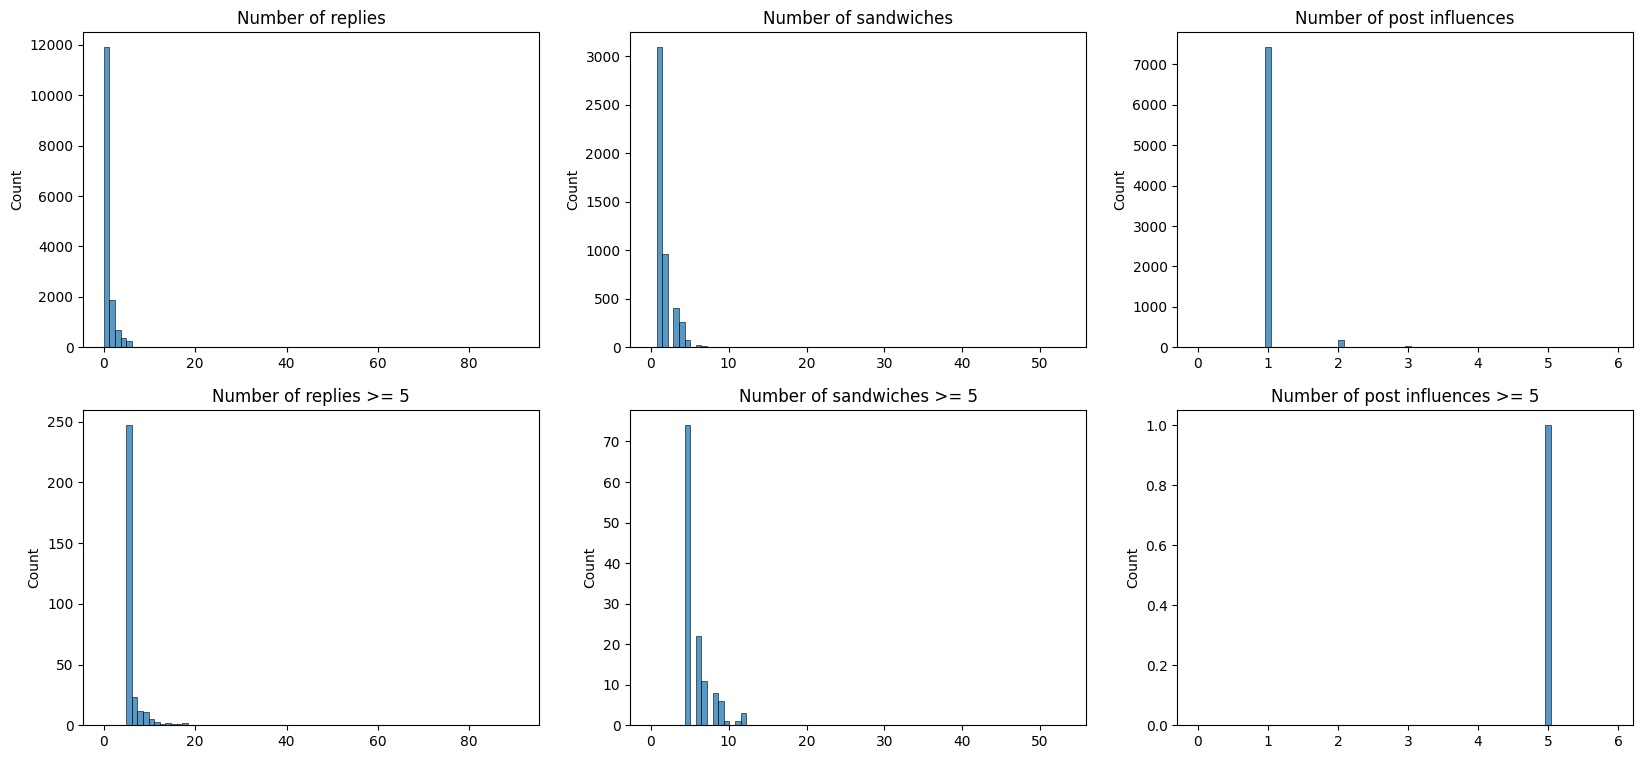 Number of replies
Number of sandwiches
Number of post influences
Count
12000
10000
8000
6000
4000
2000
0
0 20 40 60 80
Count
3000
2500
2000
1500
1000
500
0
0 10 20 30 40 50
Count
7000
6000
5000
4000
3000
2000
1000
0
0 1 2 3 4 5 6
Number of replies >= 5
Number of sandwiches >= 5
Number of post influences >= 5
Count
250
200
150
100
50
0
0 20 40 60 80
Count
70
60
50
40
30
20
10
0
0 10 20 30 40 50
Count
1.0
0.8
0.6
0.4
0.2
0.0
0 1 2 3 4 5 6